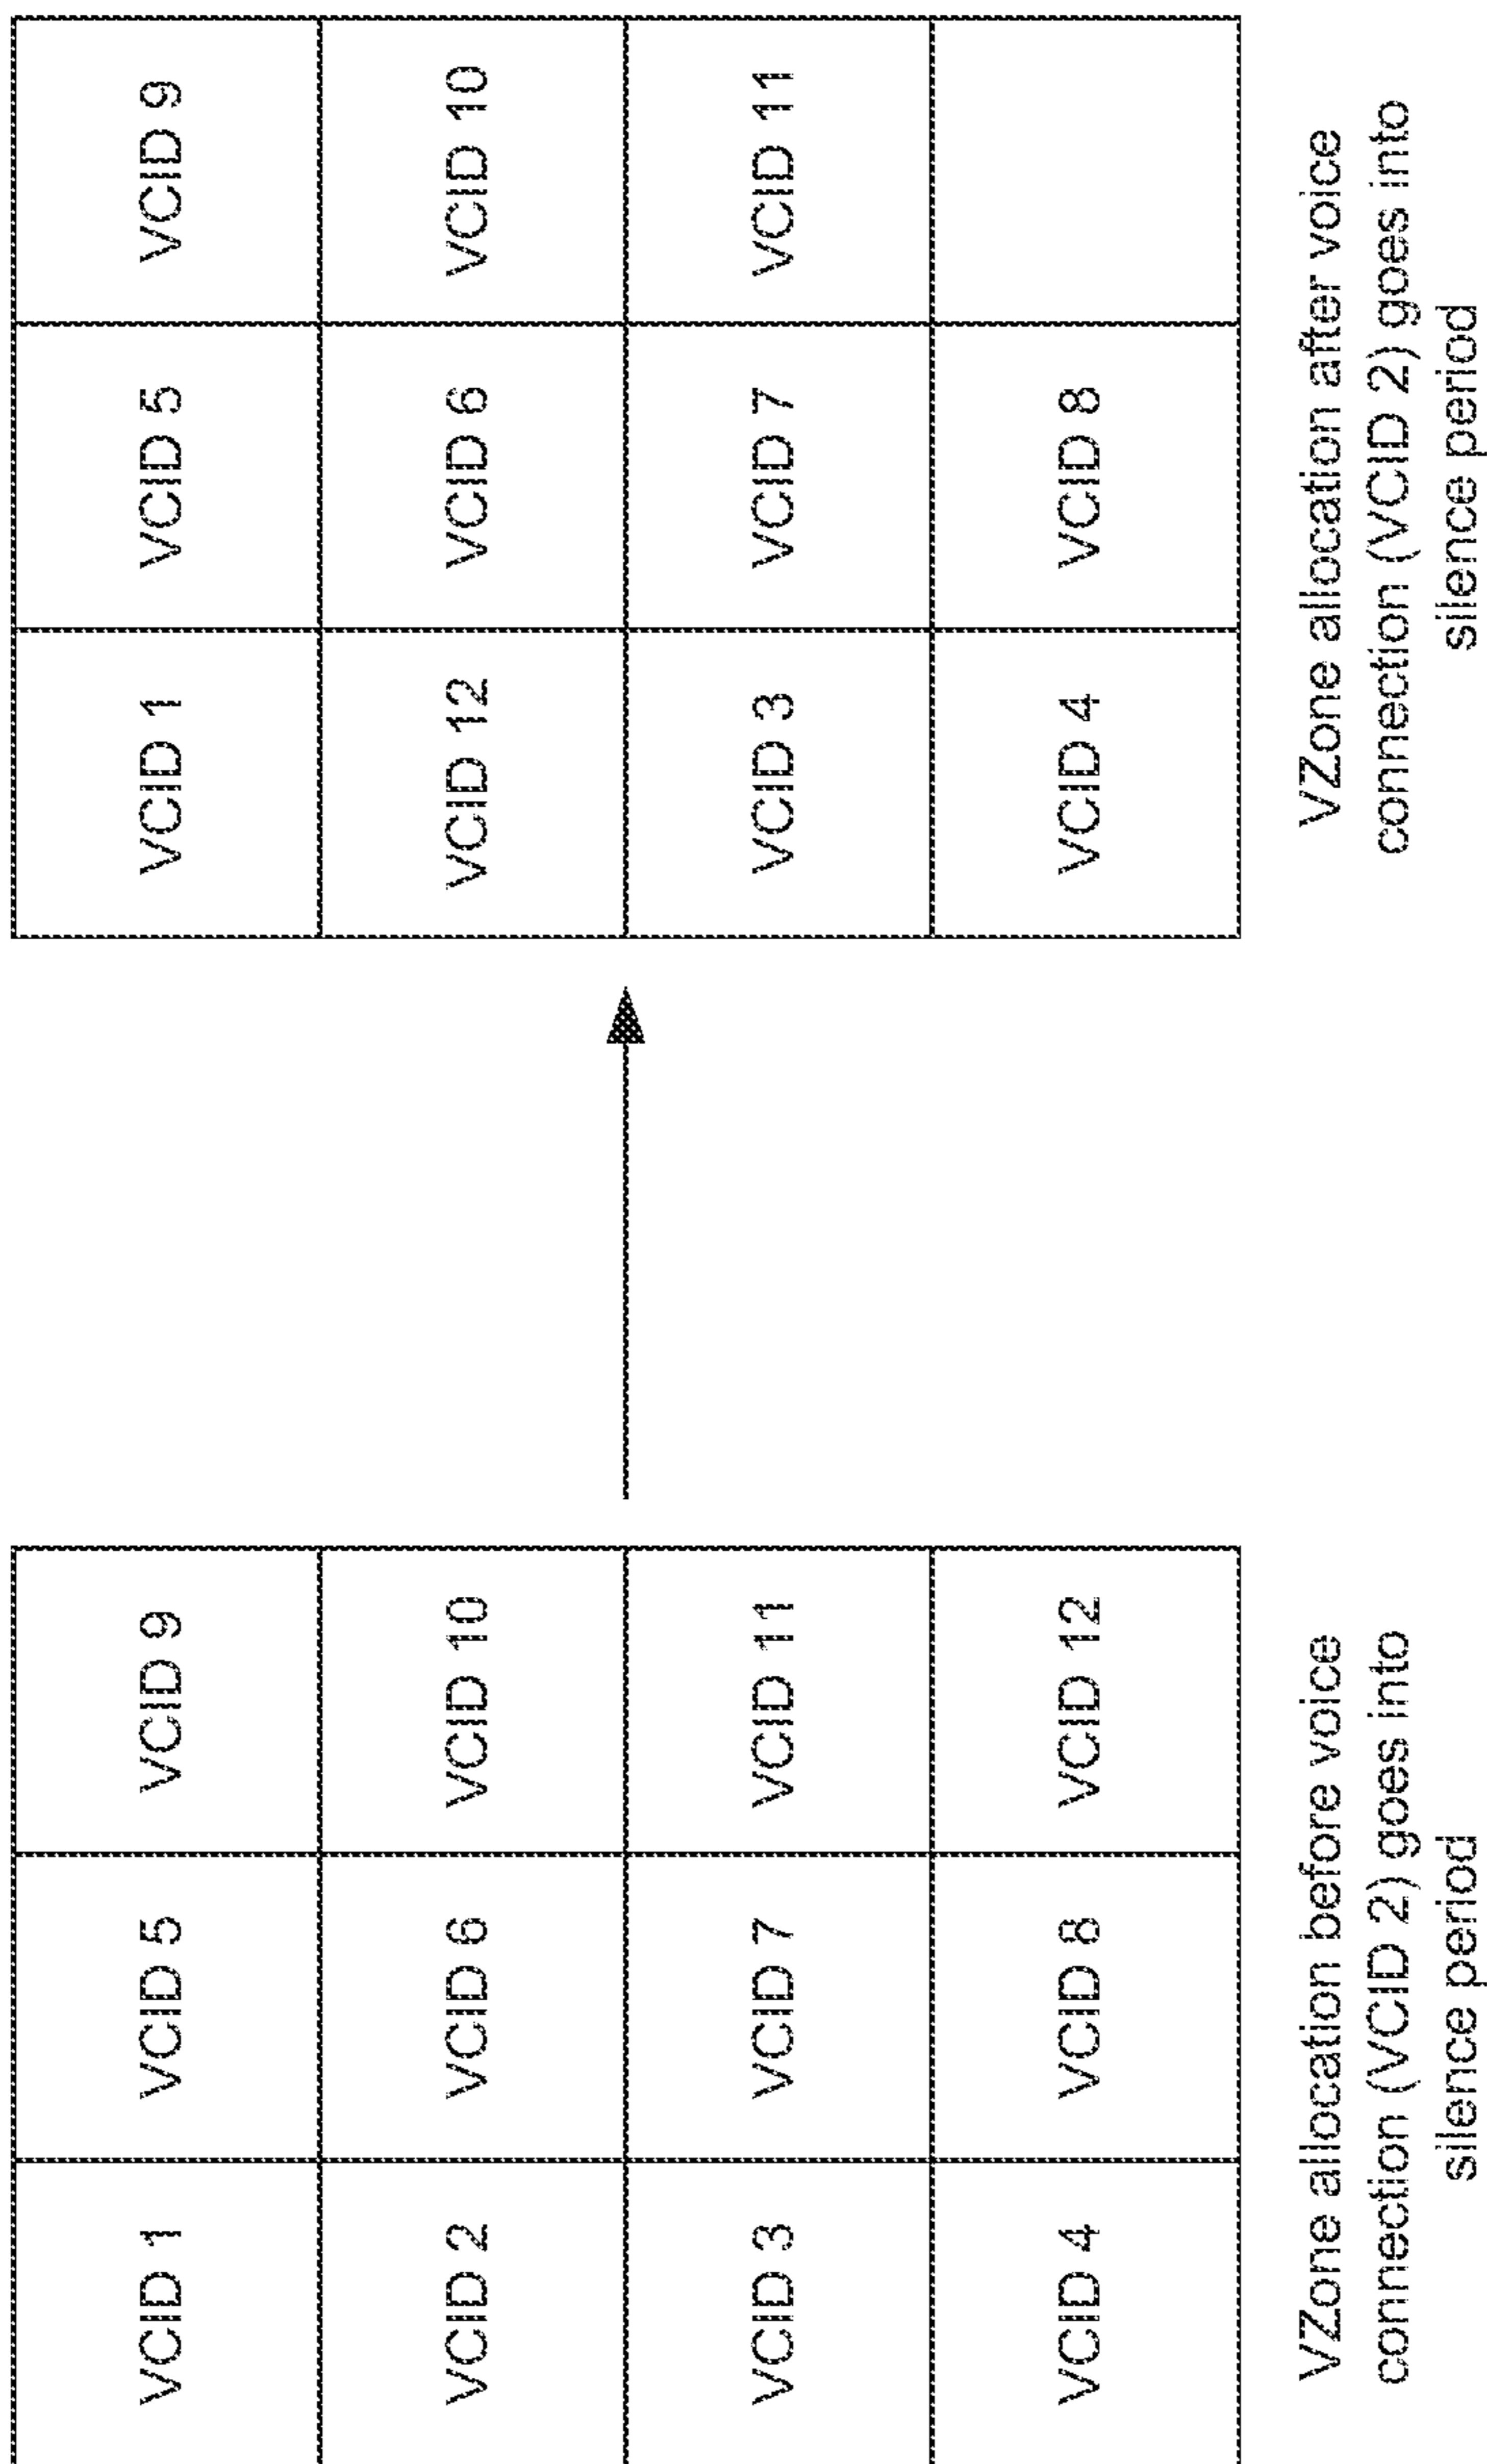 VCID 1
VCID 5
VCID 9
VCID 2
VCID 6
VCID 10
VCID 3
VCID 7
VCID 11
VCID 4
VCID 8
VCID 12
VZone allocation before voice
connection (VCID 2) goes into
silence period
VCID 1
VCID 5
VCID 9
VCID 12
VCID 6
VCID 10
VCID 3
VCID 7
VCID 11
VCID 4
VCID 8
VZone allocation after voice
connection (VCID 2) goes into
silence period